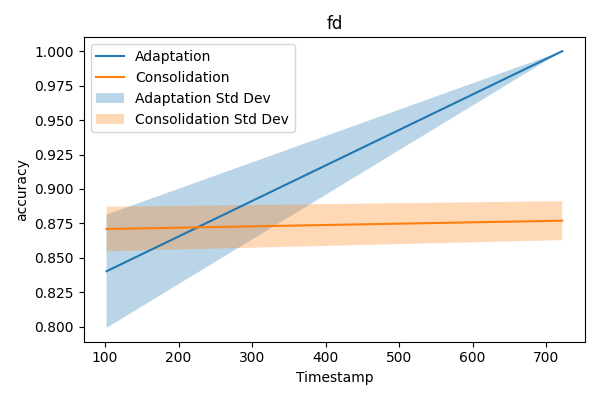 fd
Adaptation
Consolidation
Adaptation Std Dev
Consolidation Std Dev
accuracy
1.000
0.975
0.950
0.925
0.900
0.875
0.850
0.825
0.800
100 200 300 400 500 600 700
Timestamp